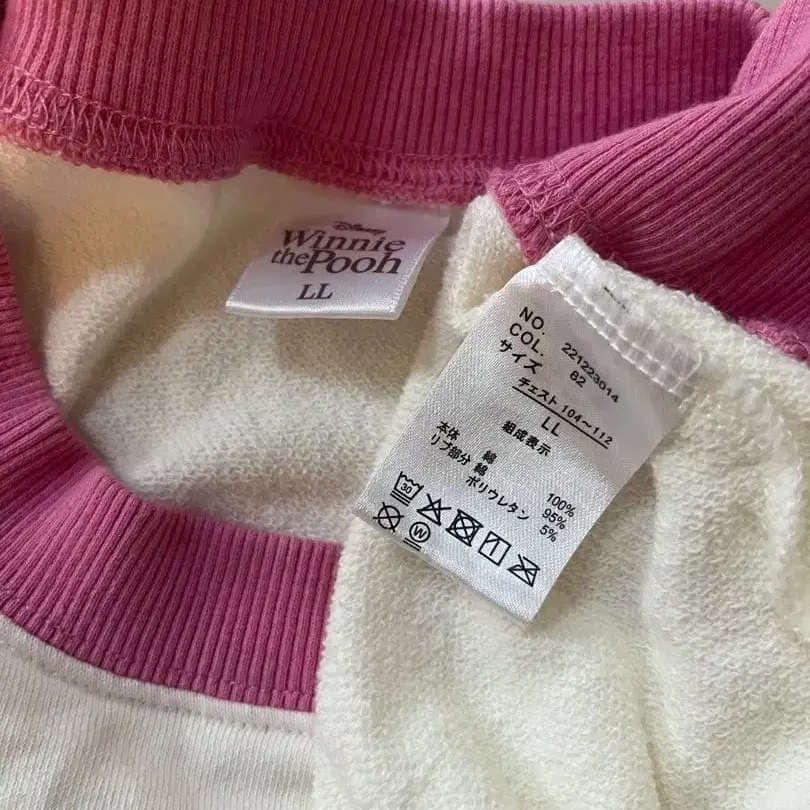 Disney
Winnie
the Pooh
LL
NO. 221223014
COL. 82
サイズ
チェスト 104～112
LL
組成表示
本体 綿 100%
リブ部分 綿 95%
ポリウレタン 5%
30
W